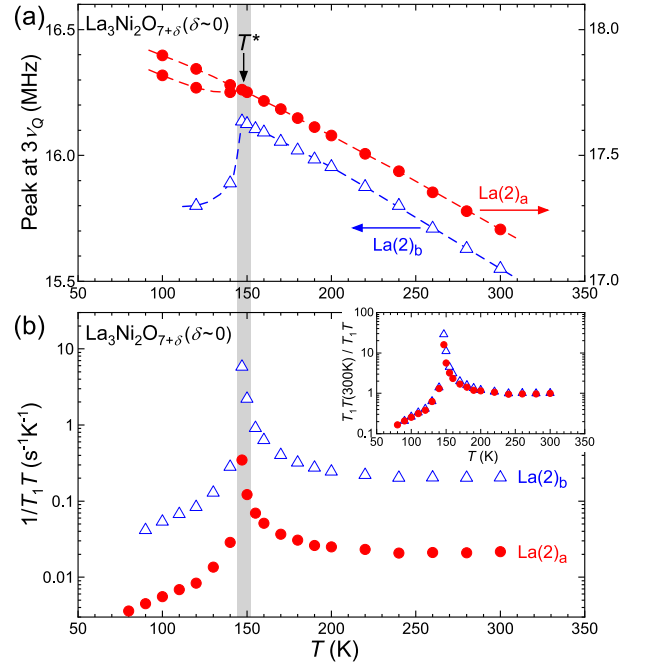 (a)
La₃Ni₂O₇₊δ(δ~0)
T*
Peak at 3νQ (MHz)
16.5
16.0
15.5
18.0
17.5
17.0
La(2)a
La(2)b
50 100 150 200 250 300 350
(b)
La₃Ni₂O₇₊δ(δ~0)
1/T₁T (s⁻¹K⁻¹)
10
1
0.1
0.01
T₁T(300K) / T₁T
100
10
1
0.1
50 100 150 200 250 300 350
T (K)
La(2)b
La(2)a
50 100 150 200 250 300 350
T (K)